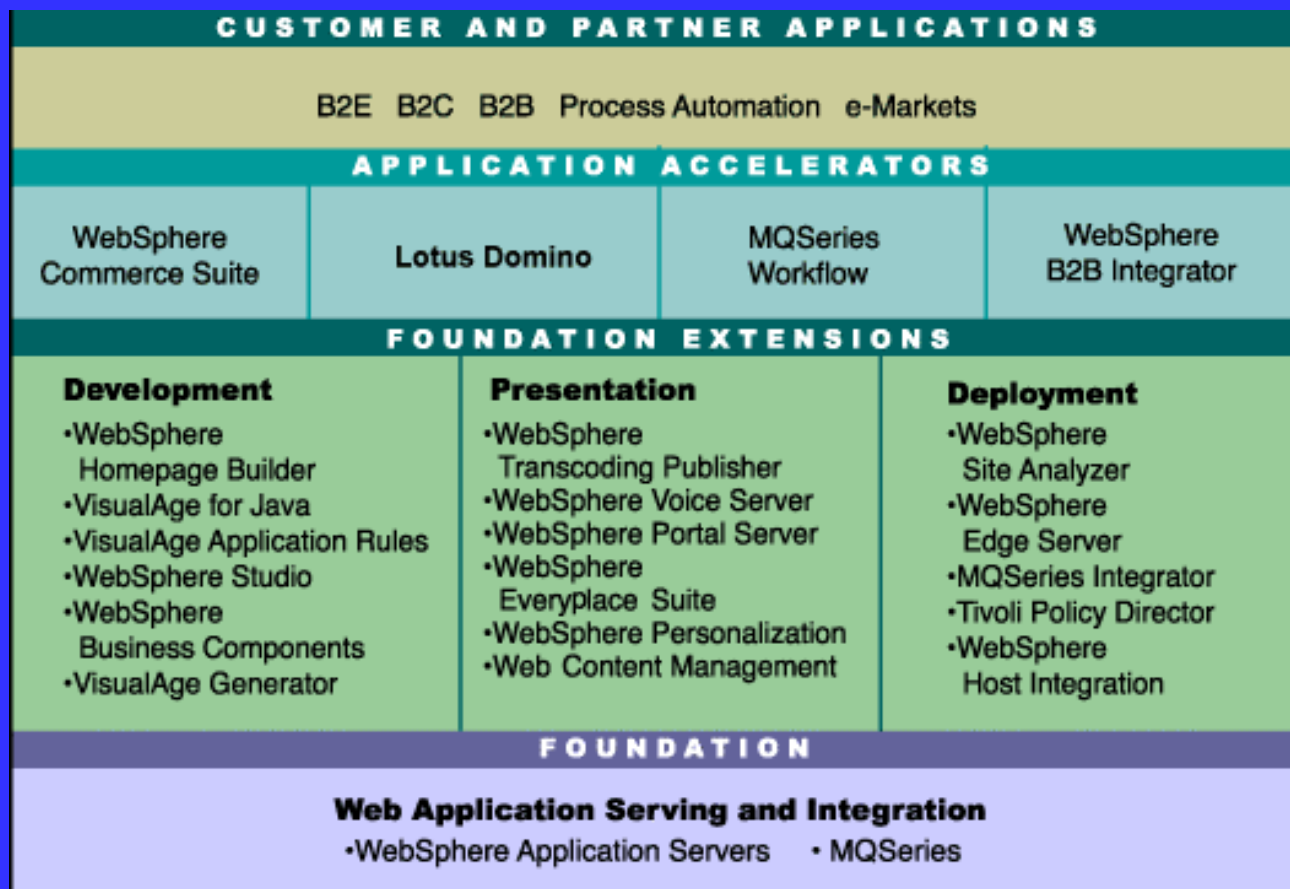 CUSTOMER AND PARTNER APPLICATIONS
B2E B2C B2B Process Automation e-Markets
APPLICATION ACCELERATORS
WebSphere
Commerce Suite
Lotus Domino
MQSeries
Workflow
WebSphere
B2B Integrator
FOUNDATION EXTENSIONS
Development
•WebSphere
Homepage Builder
•VisualAge for Java
•VisualAge Application Rules
•WebSphere Studio
•WebSphere
Business Components
•VisualAge Generator
Presentation
•WebSphere
Transcoding Publisher
•WebSphere Voice Server
•WebSphere Portal Server
•WebSphere
Everyplace Suite
•WebSphere Personalization
•Web Content Management
Deployment
•WebSphere
Site Analyzer
•WebSphere
Edge Server
•MQSeries Integrator
•Tivoli Policy Director
•WebSphere
Host Integration
FOUNDATION
Web Application Serving and Integration
•WebSphere Application Servers • MQSeries